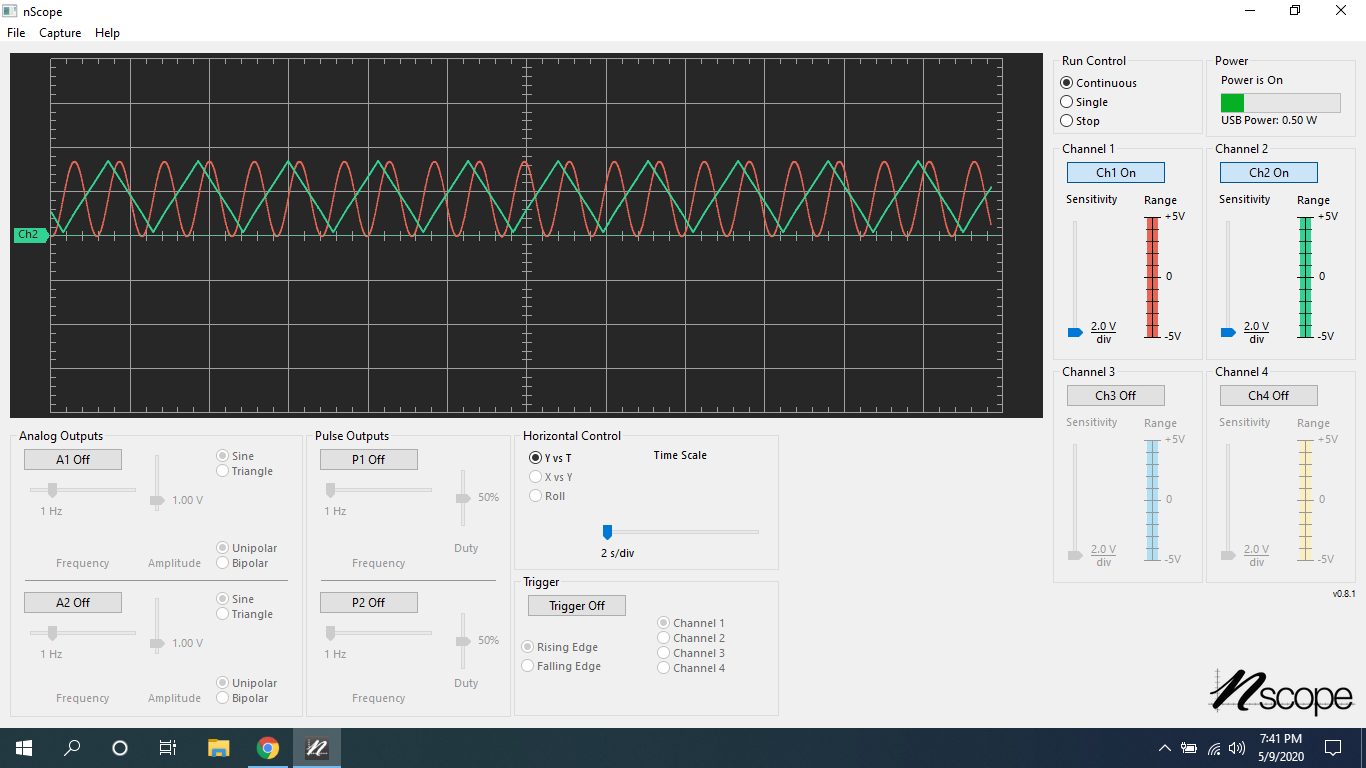 nScope
File Capture Help
Ch2
Run Control
Continuous
Single
Stop
Power
Power is On
USB Power: 0.50 W
Channel 1
Ch1 On
Sensitivity Range
+5V
0
2.0 V
div
-5V
Channel 2
Ch2 On
Sensitivity Range
+5V
0
2.0 V
div
-5V
Channel 3
Ch3 Off
Sensitivity Range
+5V
0
2.0 V
div
-5V
Channel 4
Ch4 Off
Sensitivity Range
+5V
0
2.0 V
div
-5V
v0.8.1
Analog Outputs
A1 Off
Sine
Triangle
1.00 V
1 Hz
Unipolar
Bipolar
Frequency Amplitude
A2 Off
Sine
Triangle
1.00 V
1 Hz
Unipolar
Bipolar
Frequency Amplitude
Pulse Outputs
P1 Off
50%
1 Hz
Duty
Frequency
P2 Off
50%
1 Hz
Duty
Frequency
Horizontal Control
Y vs T
X vs Y
Roll
Time Scale
2 s/div
Trigger
Trigger Off
Rising Edge
Falling Edge
Channel 1
Channel 2
Channel 3
Channel 4
nscope
7:41 PM
5/9/2020